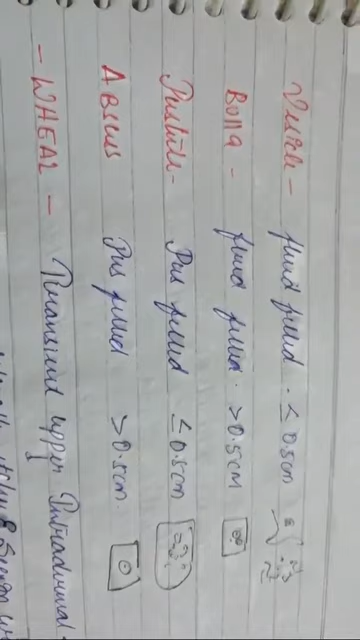 Vesicle - fluid filled. ≤ 0.5cm
Bolla - fluid filled. >0.5cm
Pustule - Pus filled ≤0.5cm
Abscess Pus filled >0.5cm.
- WHEAL - Transient upper Intradermal